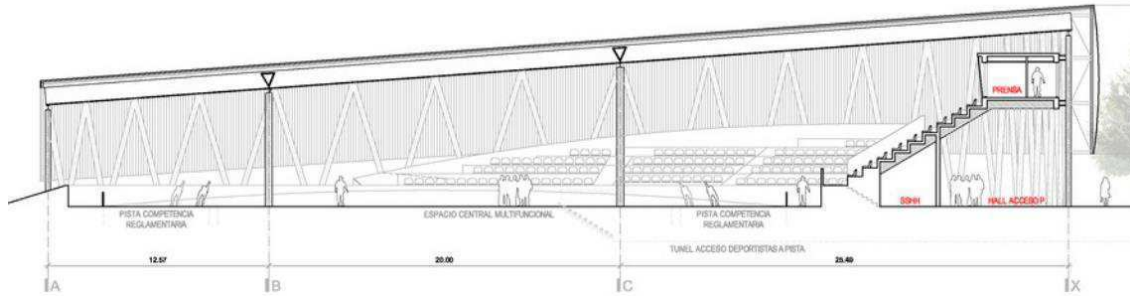 PRENSA
SSHH
HALL ACCESO P.
PISTA COMPETENCIA
REGLAMENTARIA
ESPACIO CENTRAL MULTIFUNCIONAL
PISTA COMPETENCIA
REGLAMENTARIA
TUNEL ACCESO DEPORTISTAS A PISTA
12.57
20.00
25.49
A
B
C
X